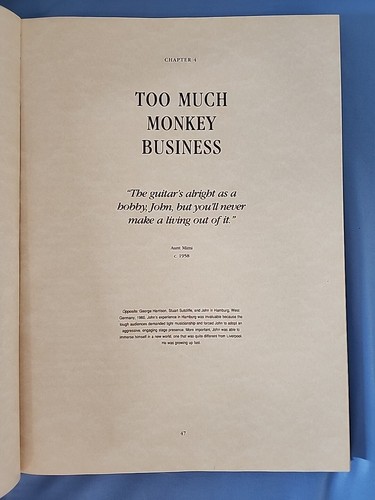 CHAPTER 4
TOO MUCH
MONKEY
BUSINESS
"The guitar's alright as a
hobby, John, but you'll never
make a living out of it."
Aunt Mimi
c. 1958
Opposite: George Harrison, Stuart Sutcliffe, and John in Hamburg, West
Germany, 1960. John's experience in Hamburg was invaluable because the
tough audiences demanded tight musicianship and forced John to adopt an
aggressive, engaging stage presence. More important, John was able to
immerse himself in a new world, one that was quite different from Liverpool.
He was growing up fast.
47